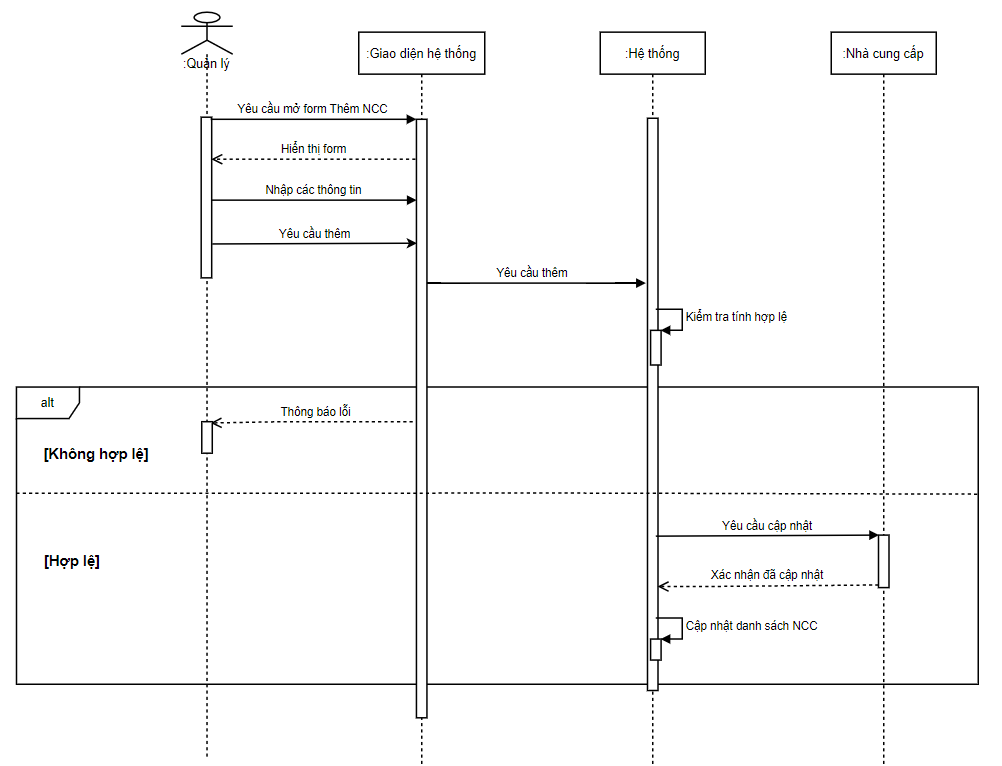 :Quản lý
:Giao diện hệ thống
:Hệ thống
:Nhà cung cấp
Yêu cầu mở form Thêm NCC
Hiển thị form
Nhập các thông tin
Yêu cầu thêm
Yêu cầu thêm
Kiểm tra tính hợp lệ
alt
Thông báo lỗi
[Không hợp lệ]
Yêu cầu cập nhật
[Hợp lệ]
Xác nhận đã cập nhật
Cập nhật danh sách NCC